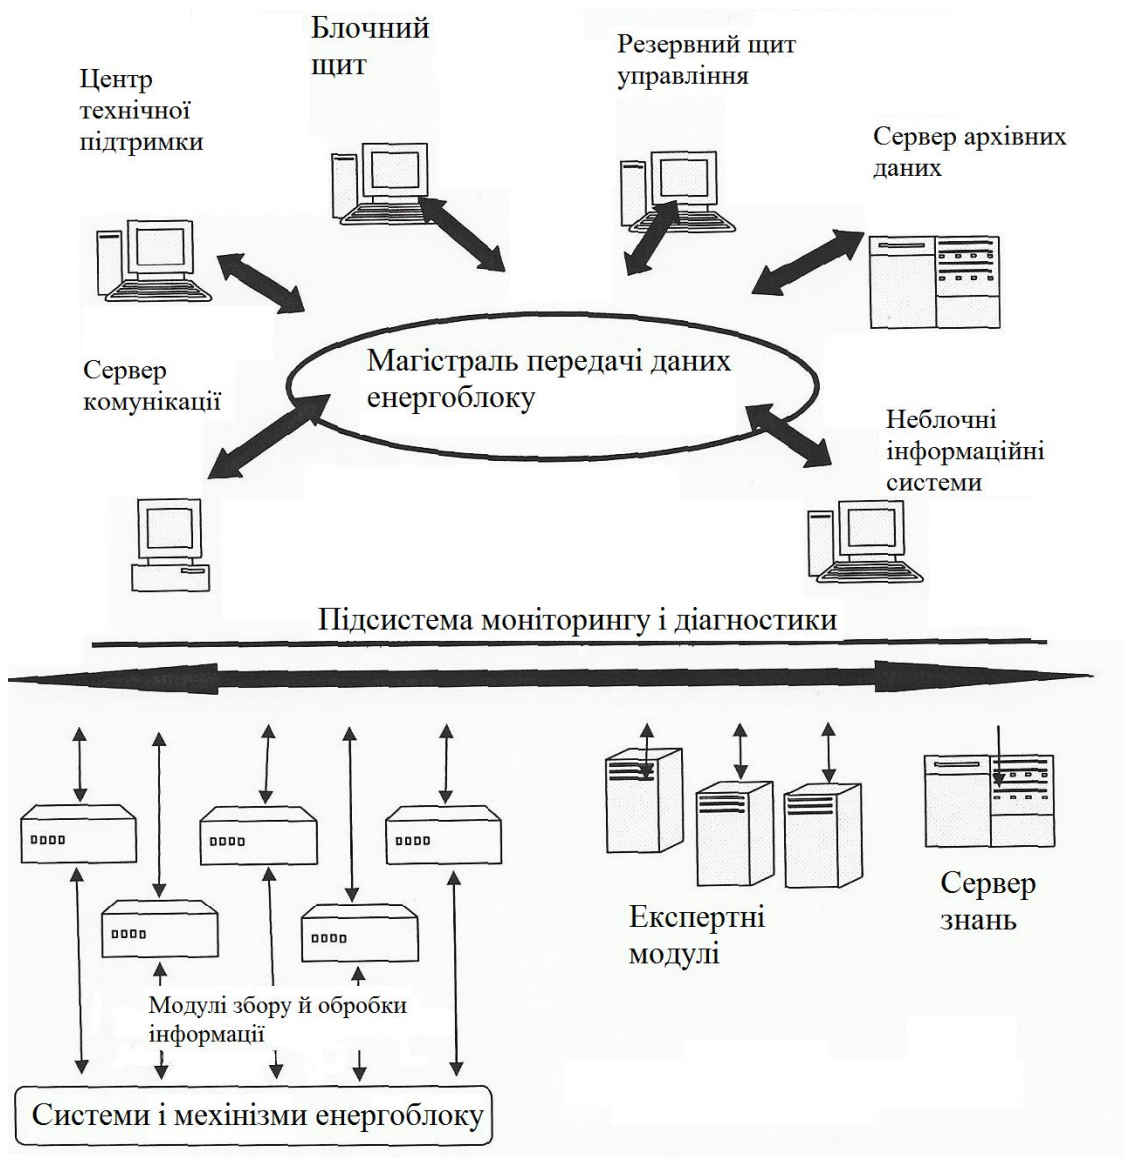 Блочний
щит
Резервний щит
управління
Центр
технічної
підтримки
Сервер архівних
даних
Магістраль передачі даних
енергоблоку
Сервер
комунікації
Неблочні
інформаційні
системи
Підсистема моніторингу і діагностики
Експертні
модулі
Сервер
знань
Модулі збору й обробки
інформації
Системи і мехінізми енергоблоку